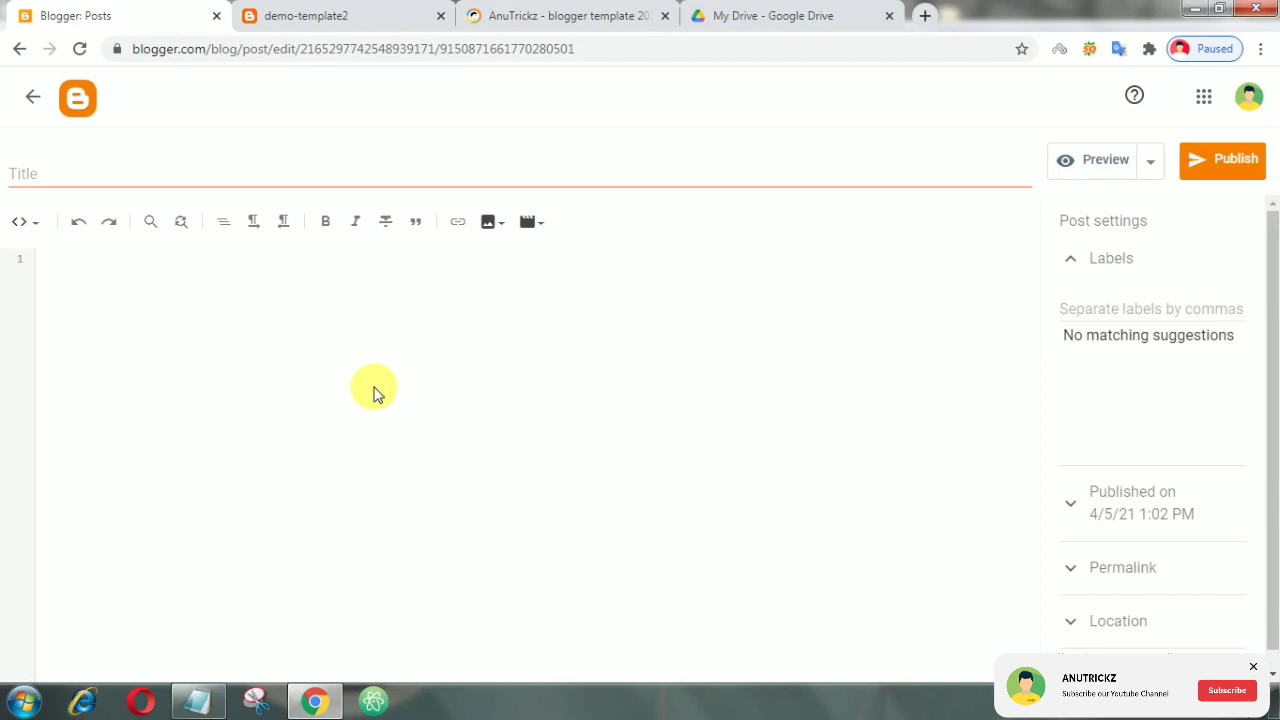 Blogger: Posts
demo-template2
AnuTrickz - blogger template 202
My Drive - Google Drive
blogger.com/blog/post/edit/2165297742548939171/9150871661770280501
Paused
Title
Preview
Publish
1
Post settings
Labels
Separate labels by commas
No matching suggestions
Published on
4/5/21 1:02 PM
Permalink
Location
ANUTRICKZ
Subscribe our Youtube Channel
Subscribe